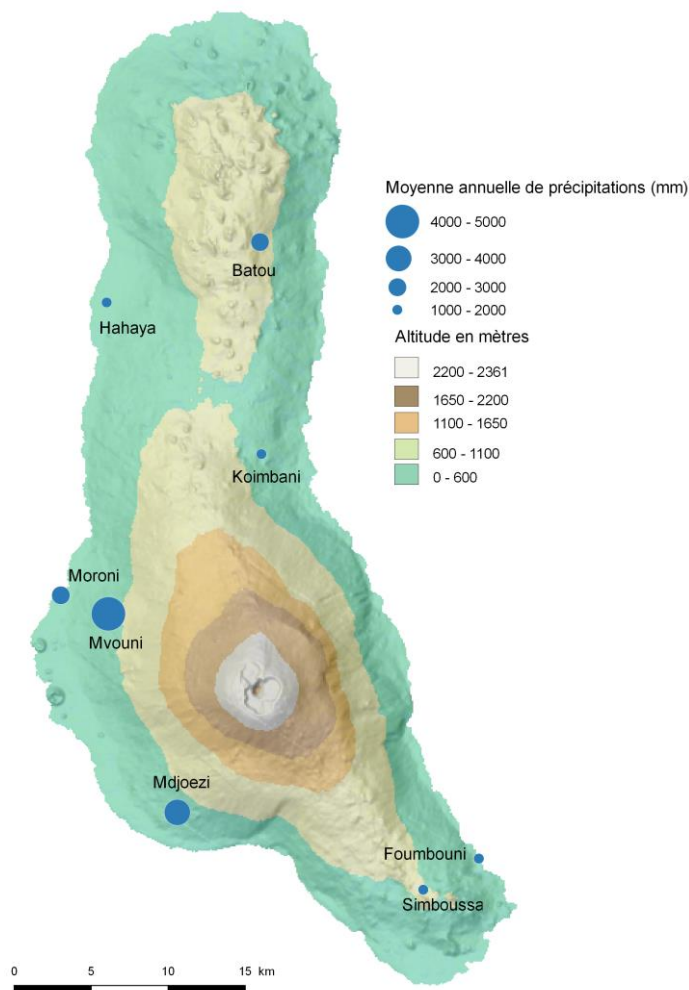 Moyenne annuelle de précipitations (mm)
4000 - 5000
3000 - 4000
2000 - 3000
1000 - 2000
Altitude en mètres
2200 - 2361
1650 - 2200
1100 - 1650
600 - 1100
0 - 600
Batou
Hahaya
Koimbani
Moroni
Mvouni
Mdjoezi
Foumbouni
Simboussa
0 5 10 15 km